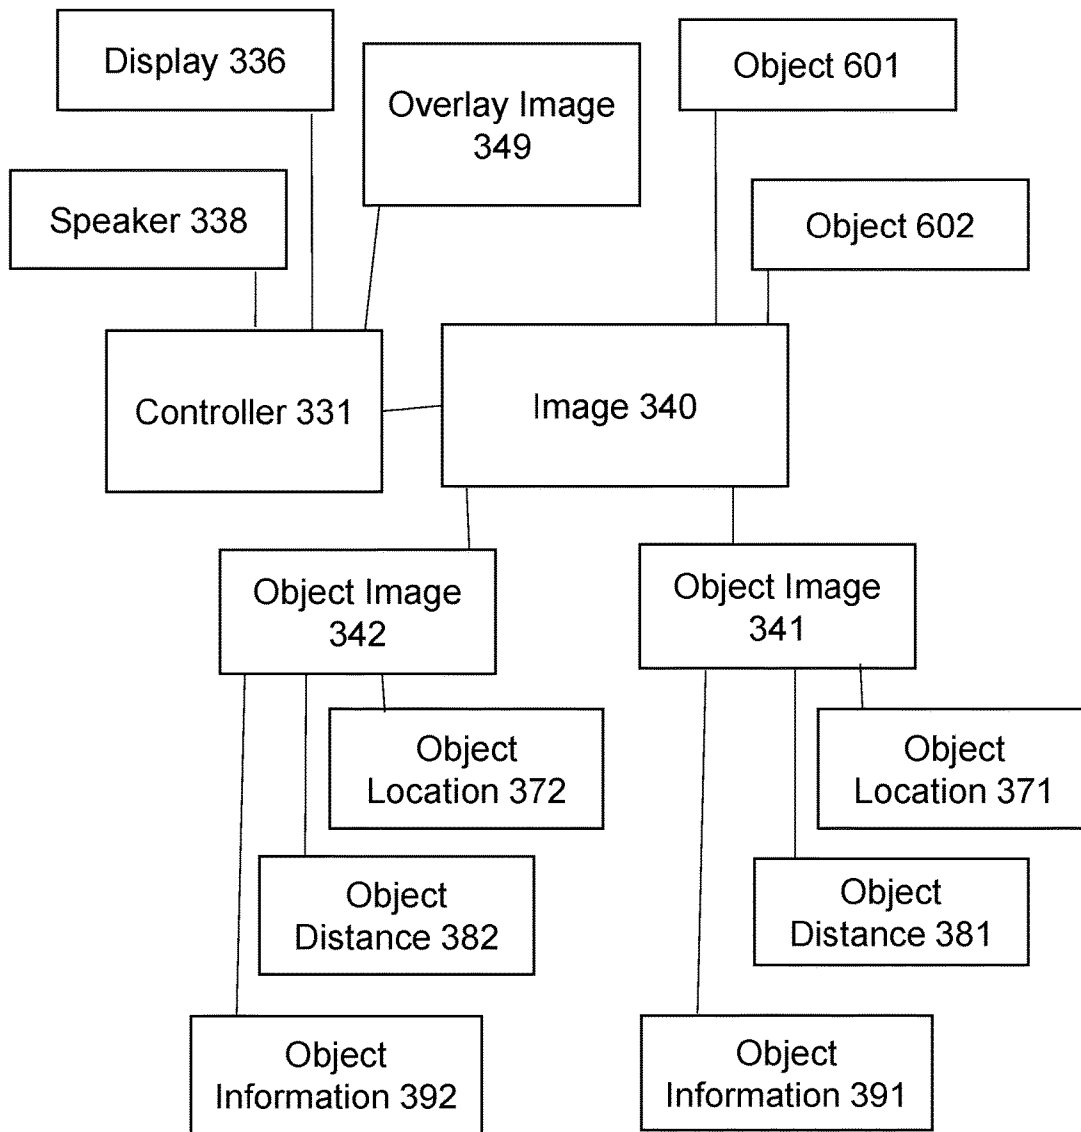 Display 336
Object 601
Overlay Image
349
Speaker 338
Object 602
Controller 331
Image 340
Object Image
342
Object Image
341
Object
Location 372
Object
Location 371
Object
Distance 382
Object
Distance 381
Object
Information 392
Object
Information 391